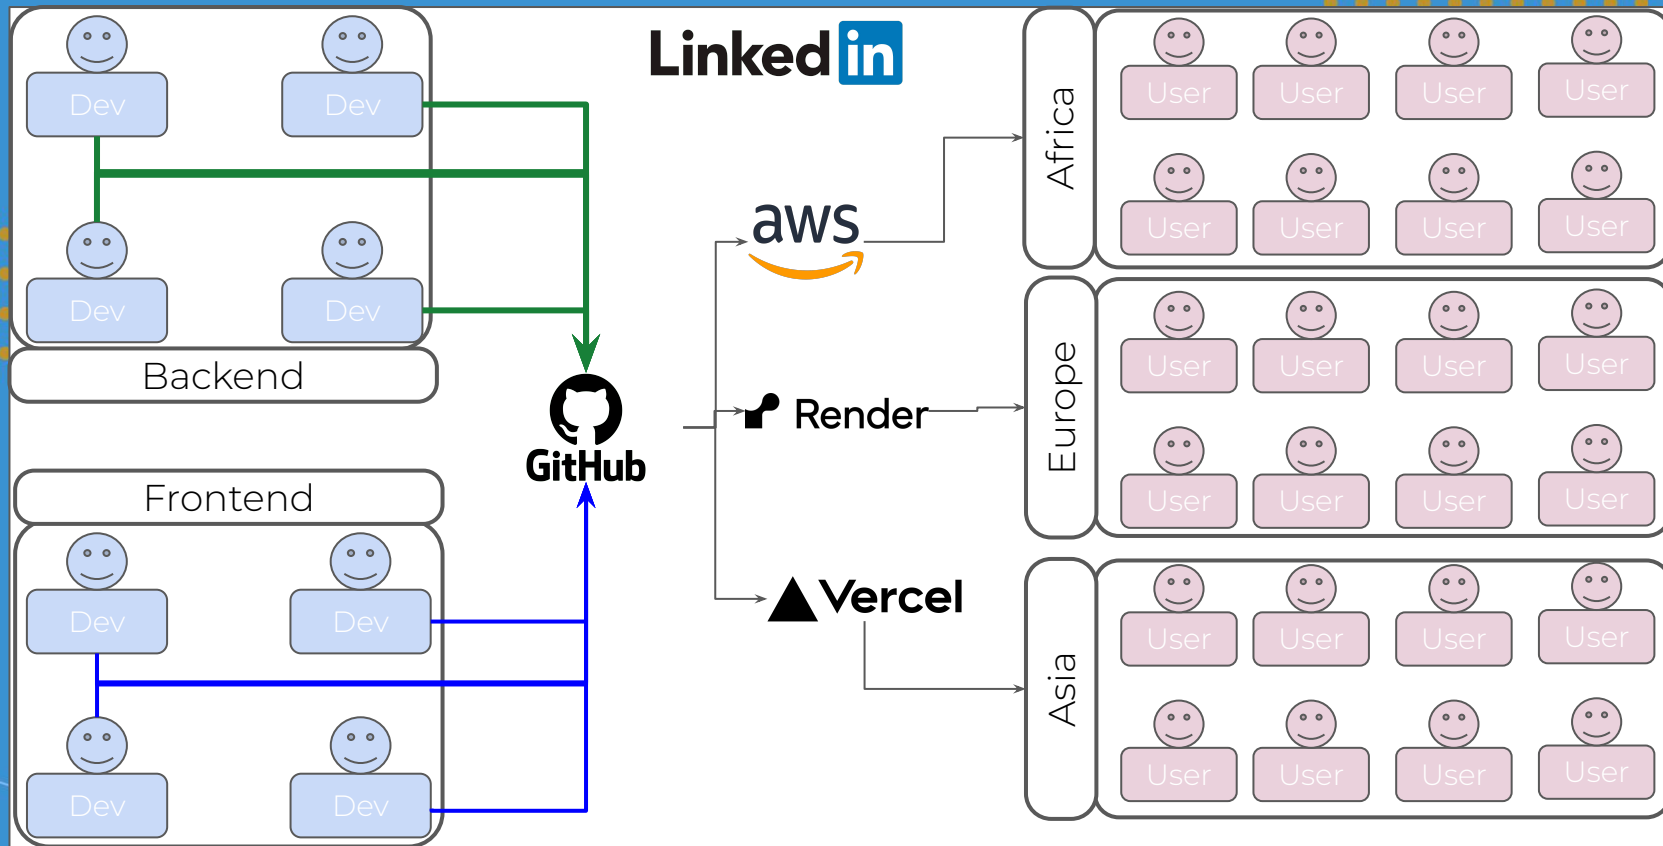 Dev
Dev
Dev
Dev
Backend
Frontend
Dev
Dev
Dev
Dev
Linked in
GitHub
aws
Render
Vercel
Africa
User User User User
User User User User
Europe
User User User User
User User User User
Asia
User User User User
User User User User